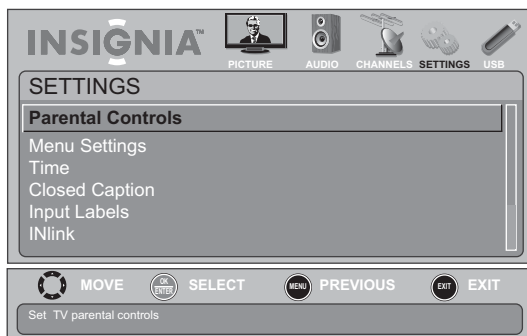 INSIGNIA™
PICTURE AUDIO CHANNELS SETTINGS USB
SETTINGS
Parental Controls
Menu Settings
Time
Closed Caption
Input Labels
INlink
MOVE OK ENTER SELECT MENU PREVIOUS EXIT EXIT
Set TV parental controls